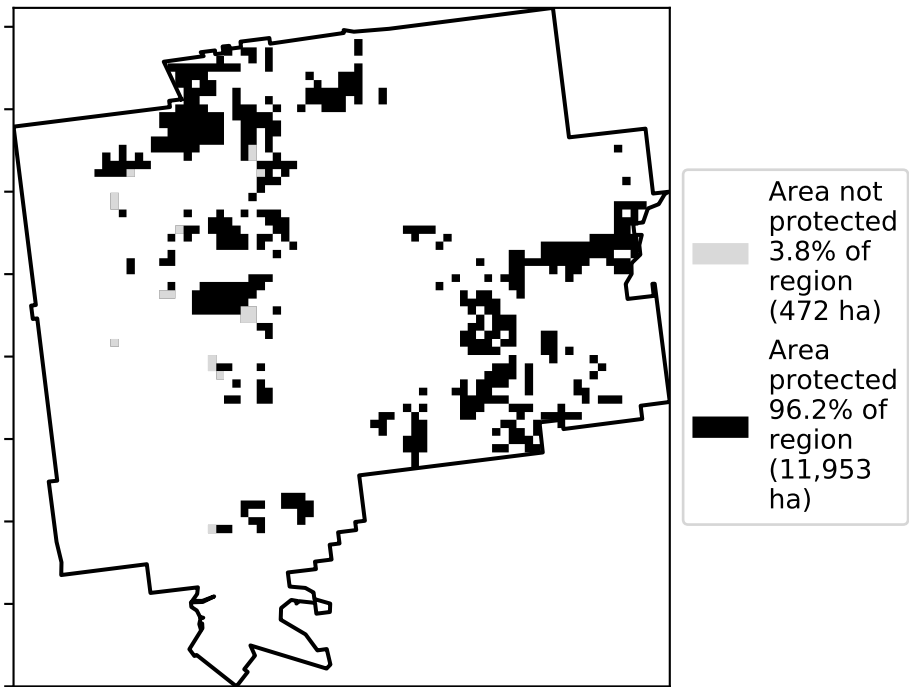 Area not
protected
3.8% of
region
(472 ha)
Area
protected
96.2% of
region
(11,953
ha)